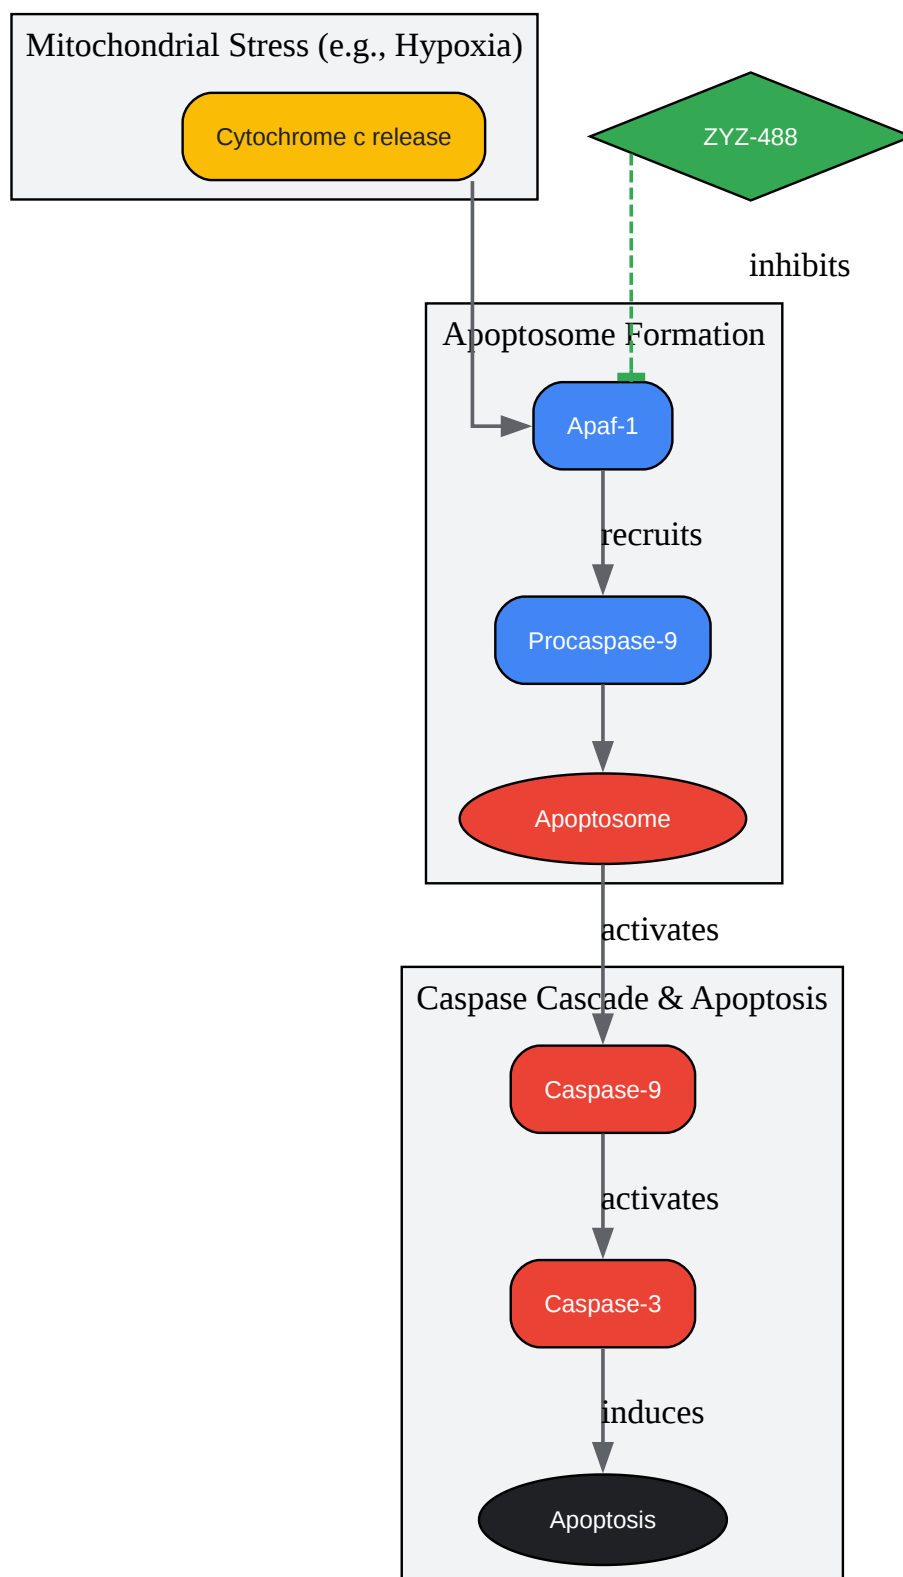 Mitochondrial Stress (e.g., Hypoxia)
Cytochrome c release
ZYZ-488
inhibits
Apoptosome Formation
Apaf-1
recruits
Procaspase-9
Apoptosome
activates
Caspase Cascade & Apoptosis
Caspase-9
activates
Caspase-3
induces
Apoptosis